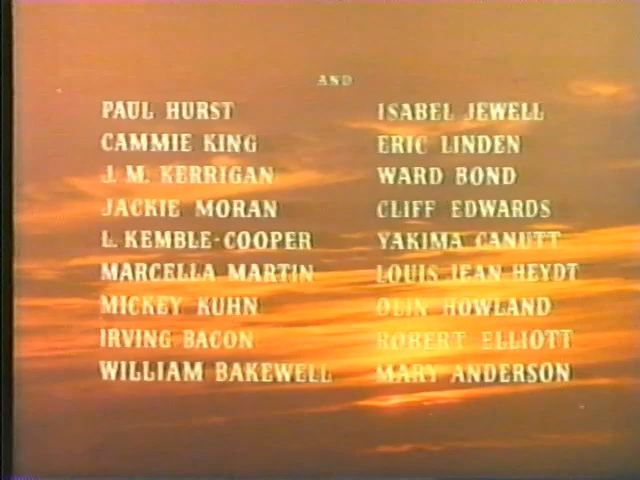 AND
PAUL HURST
CAMMIE KING
J. M. KERRIGAN
JACKIE MORAN
L. KEMBLE-COOPER
MARCELLA MARTIN
MICKEY KUHN
IRVING BACON
WILLIAM BAKEWELL
ISABEL JEWELL
ERIC LINDEN
WARD BOND
CLIFF EDWARDS
YAKIMA CANUTT
LOUIS JEAN HEYDT
OLIN HOWLAND
ROBERT ELLIOTT
MARY ANDERSON